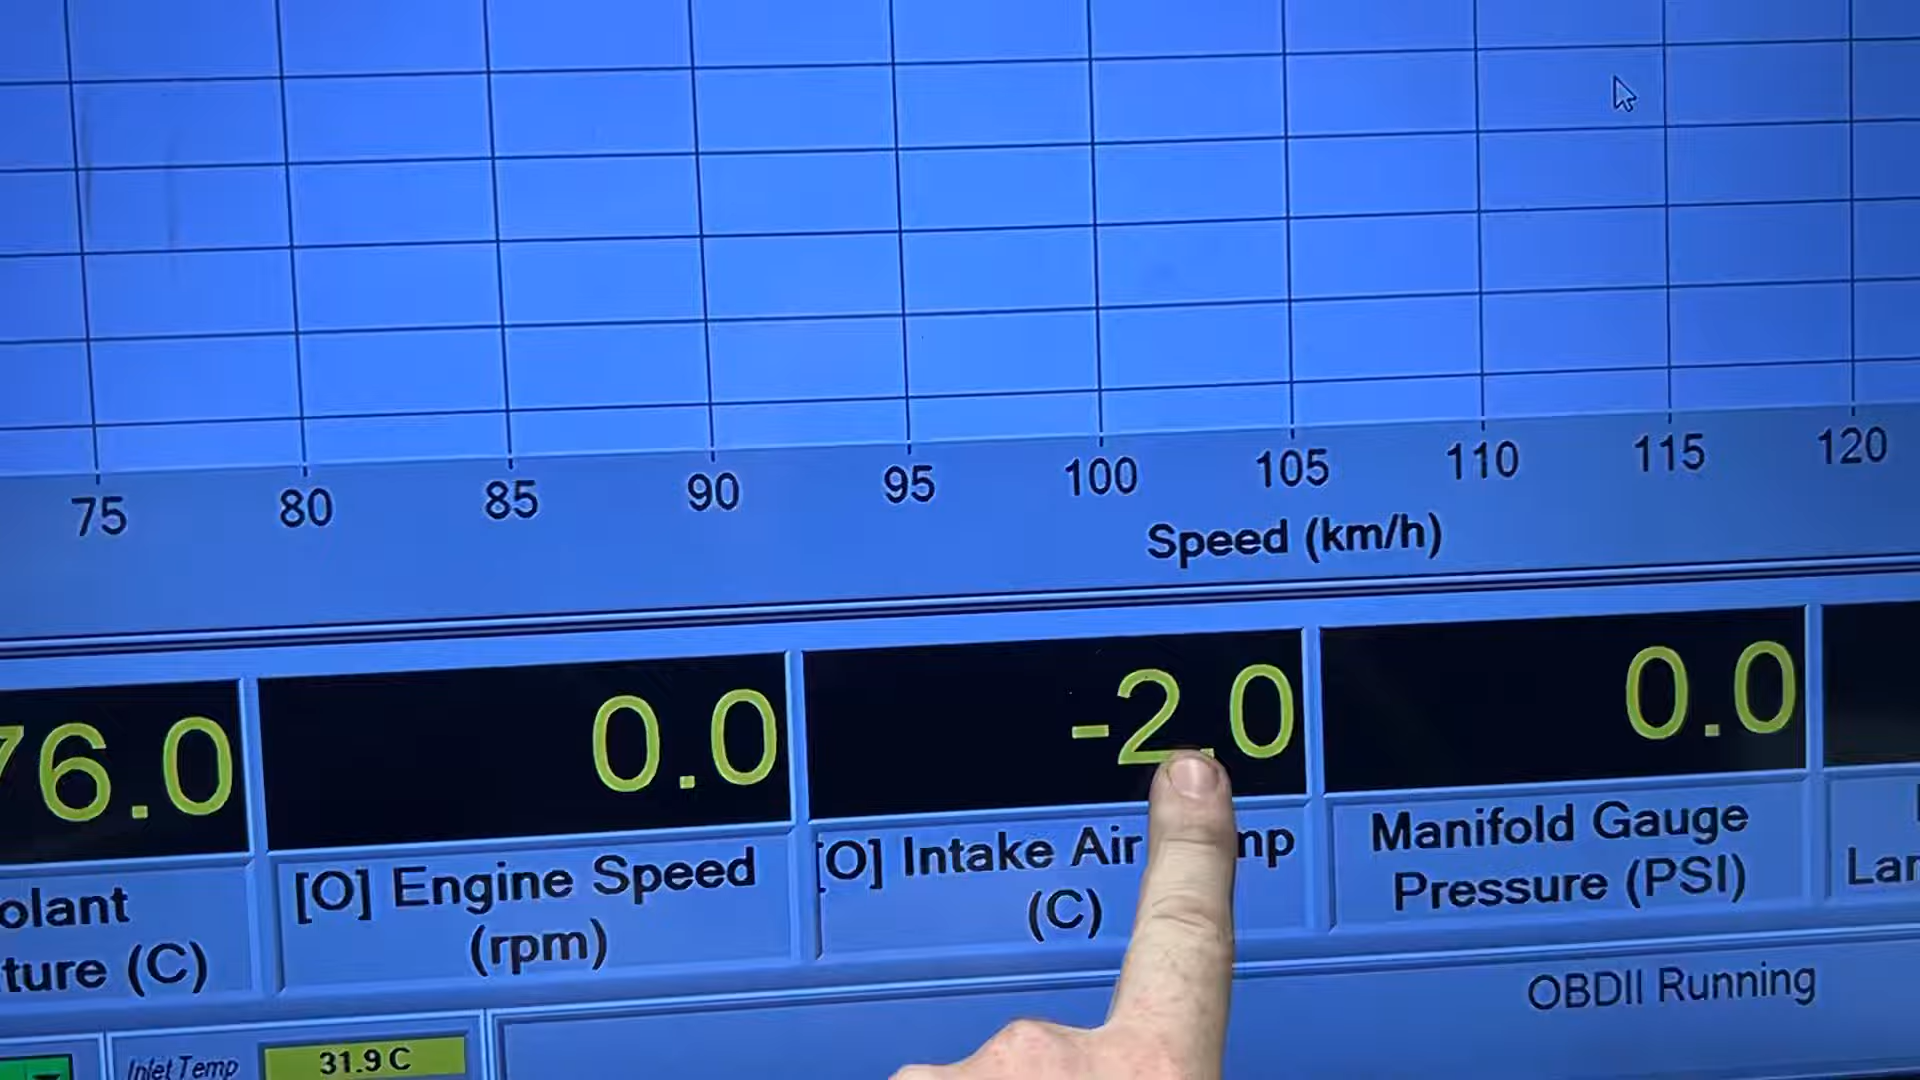 75 80 85 90 95 100 105 110 115 120
Speed (km/h)
76.0 0.0 -2.0 0.0
olant [O] Engine Speed [O] Intake Air mp Manifold Gauge
ture (C) (rpm) (C) Pressure (PSI) Lar
OBDII Running
Inlet Temp 31.9 C